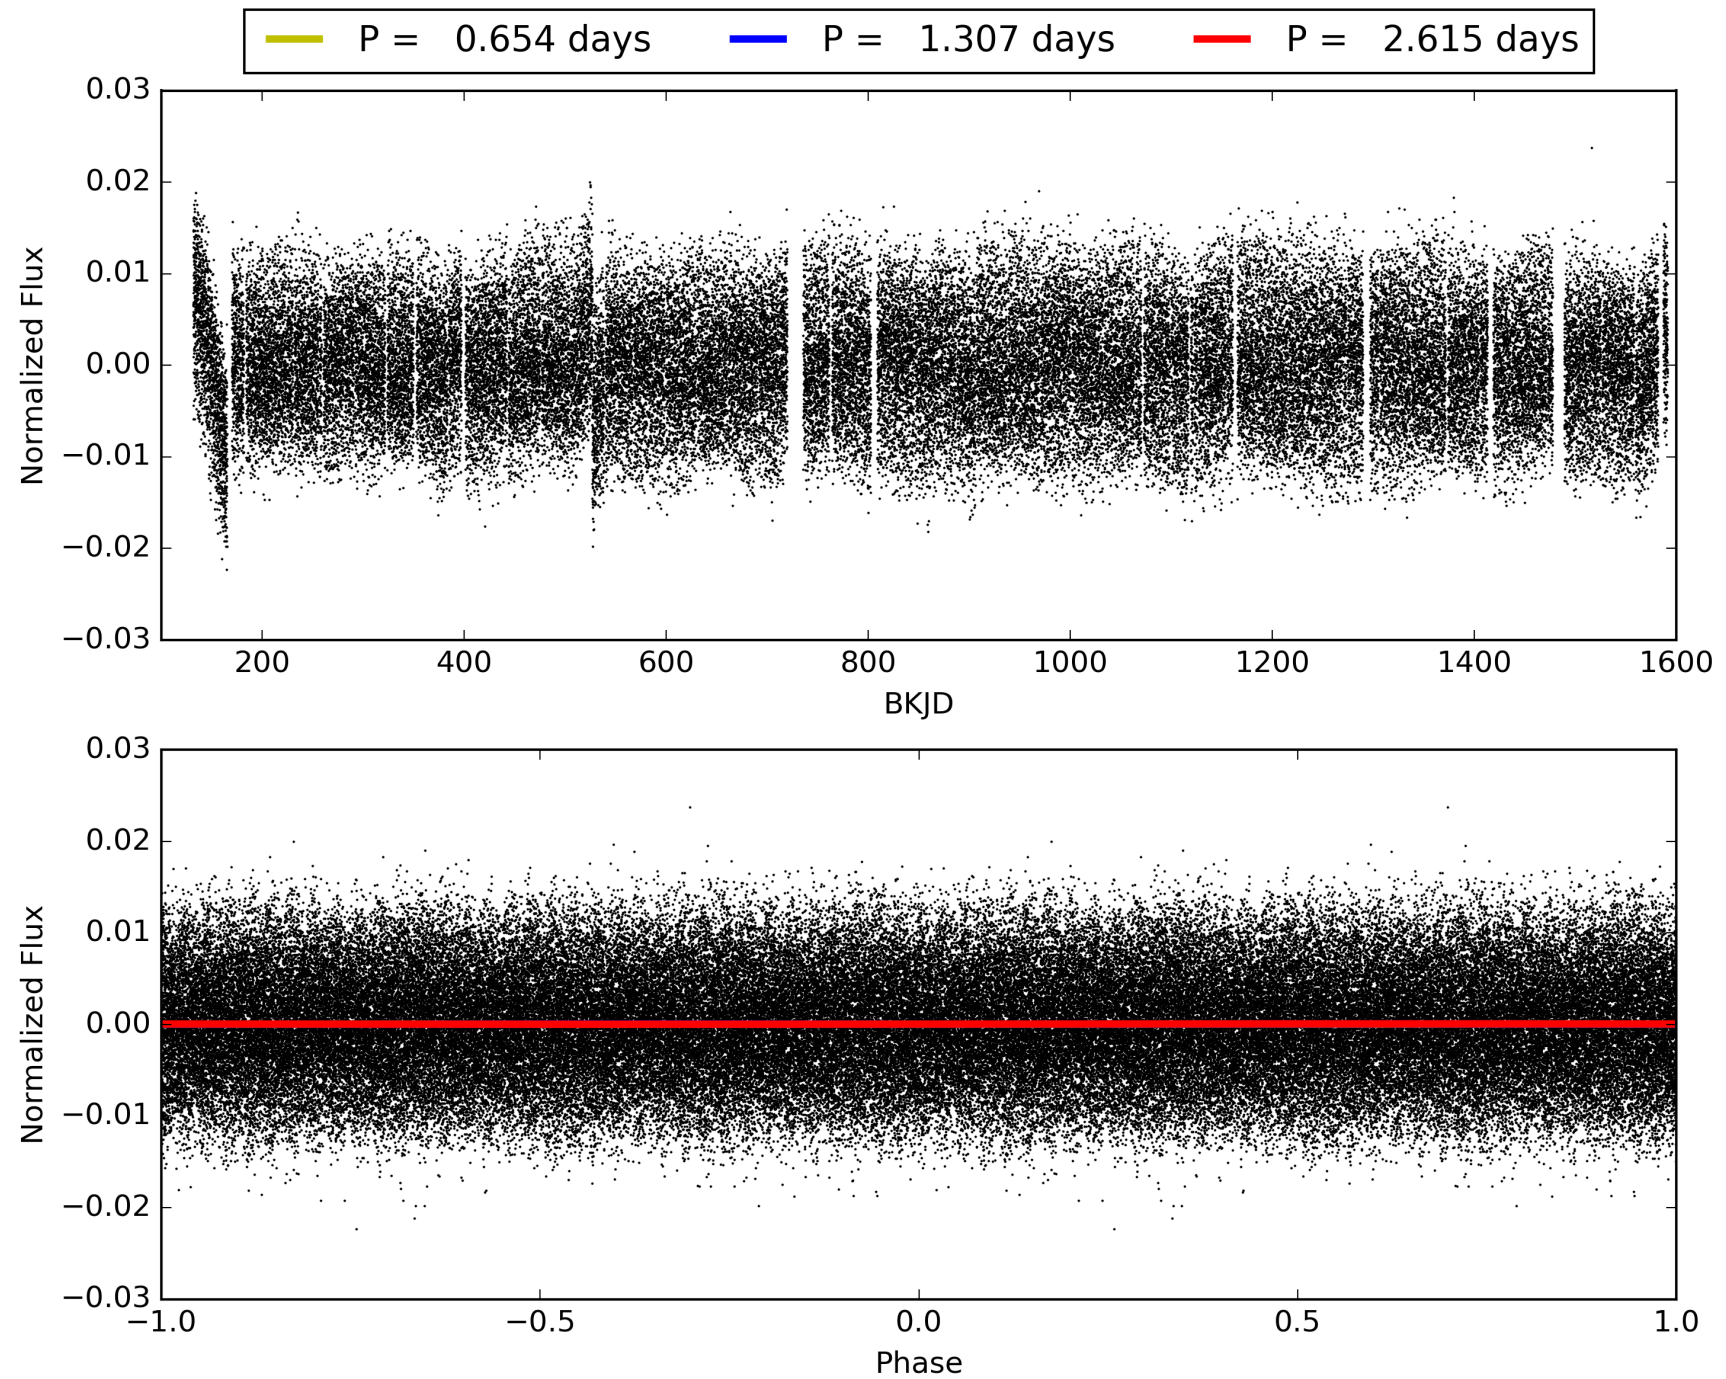 P = 0.654 days P = 1.307 days P = 2.615 days
0.03
0.02
0.01
0.00
−0.01
−0.02
−0.03
Normalized Flux
200 400 600 800 1000 1200 1400 1600
BKJD
0.03
0.02
0.01
0.00
−0.01
−0.02
−0.03
Normalized Flux
−1.0 −0.5 0.0 0.5 1.0
Phase